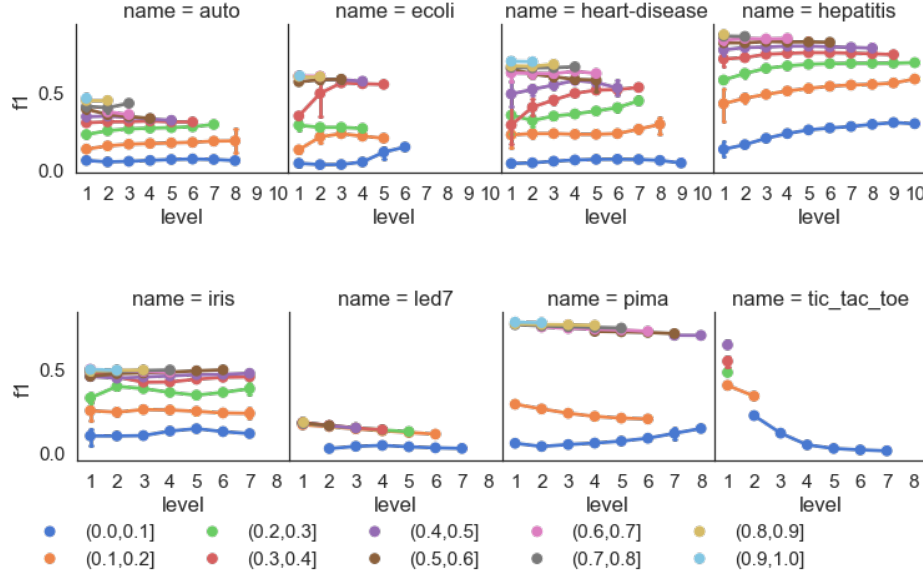 name = auto name = ecoli name = heart-disease name = hepatitis
f1
0.5
0.0
1 2 3 4 5 6 7 8 9 10 1 2 3 4 5 6 7 8 9 10 1 2 3 4 5 6 7 8 9 10 1 2 3 4 5 6 7 8 9 10
level level level level
name = iris name = led7 name = pima name = tic_tac_toe
f1
0.5
0.0
1 2 3 4 5 6 7 8 1 2 3 4 5 6 7 8 1 2 3 4 5 6 7 8 1 2 3 4 5 6 7 8
level level level level
(0.0,0.1] (0.2,0.3] (0.4,0.5] (0.6,0.7] (0.8,0.9]
(0.1,0.2] (0.3,0.4] (0.5,0.6] (0.7,0.8] (0.9,1.0]